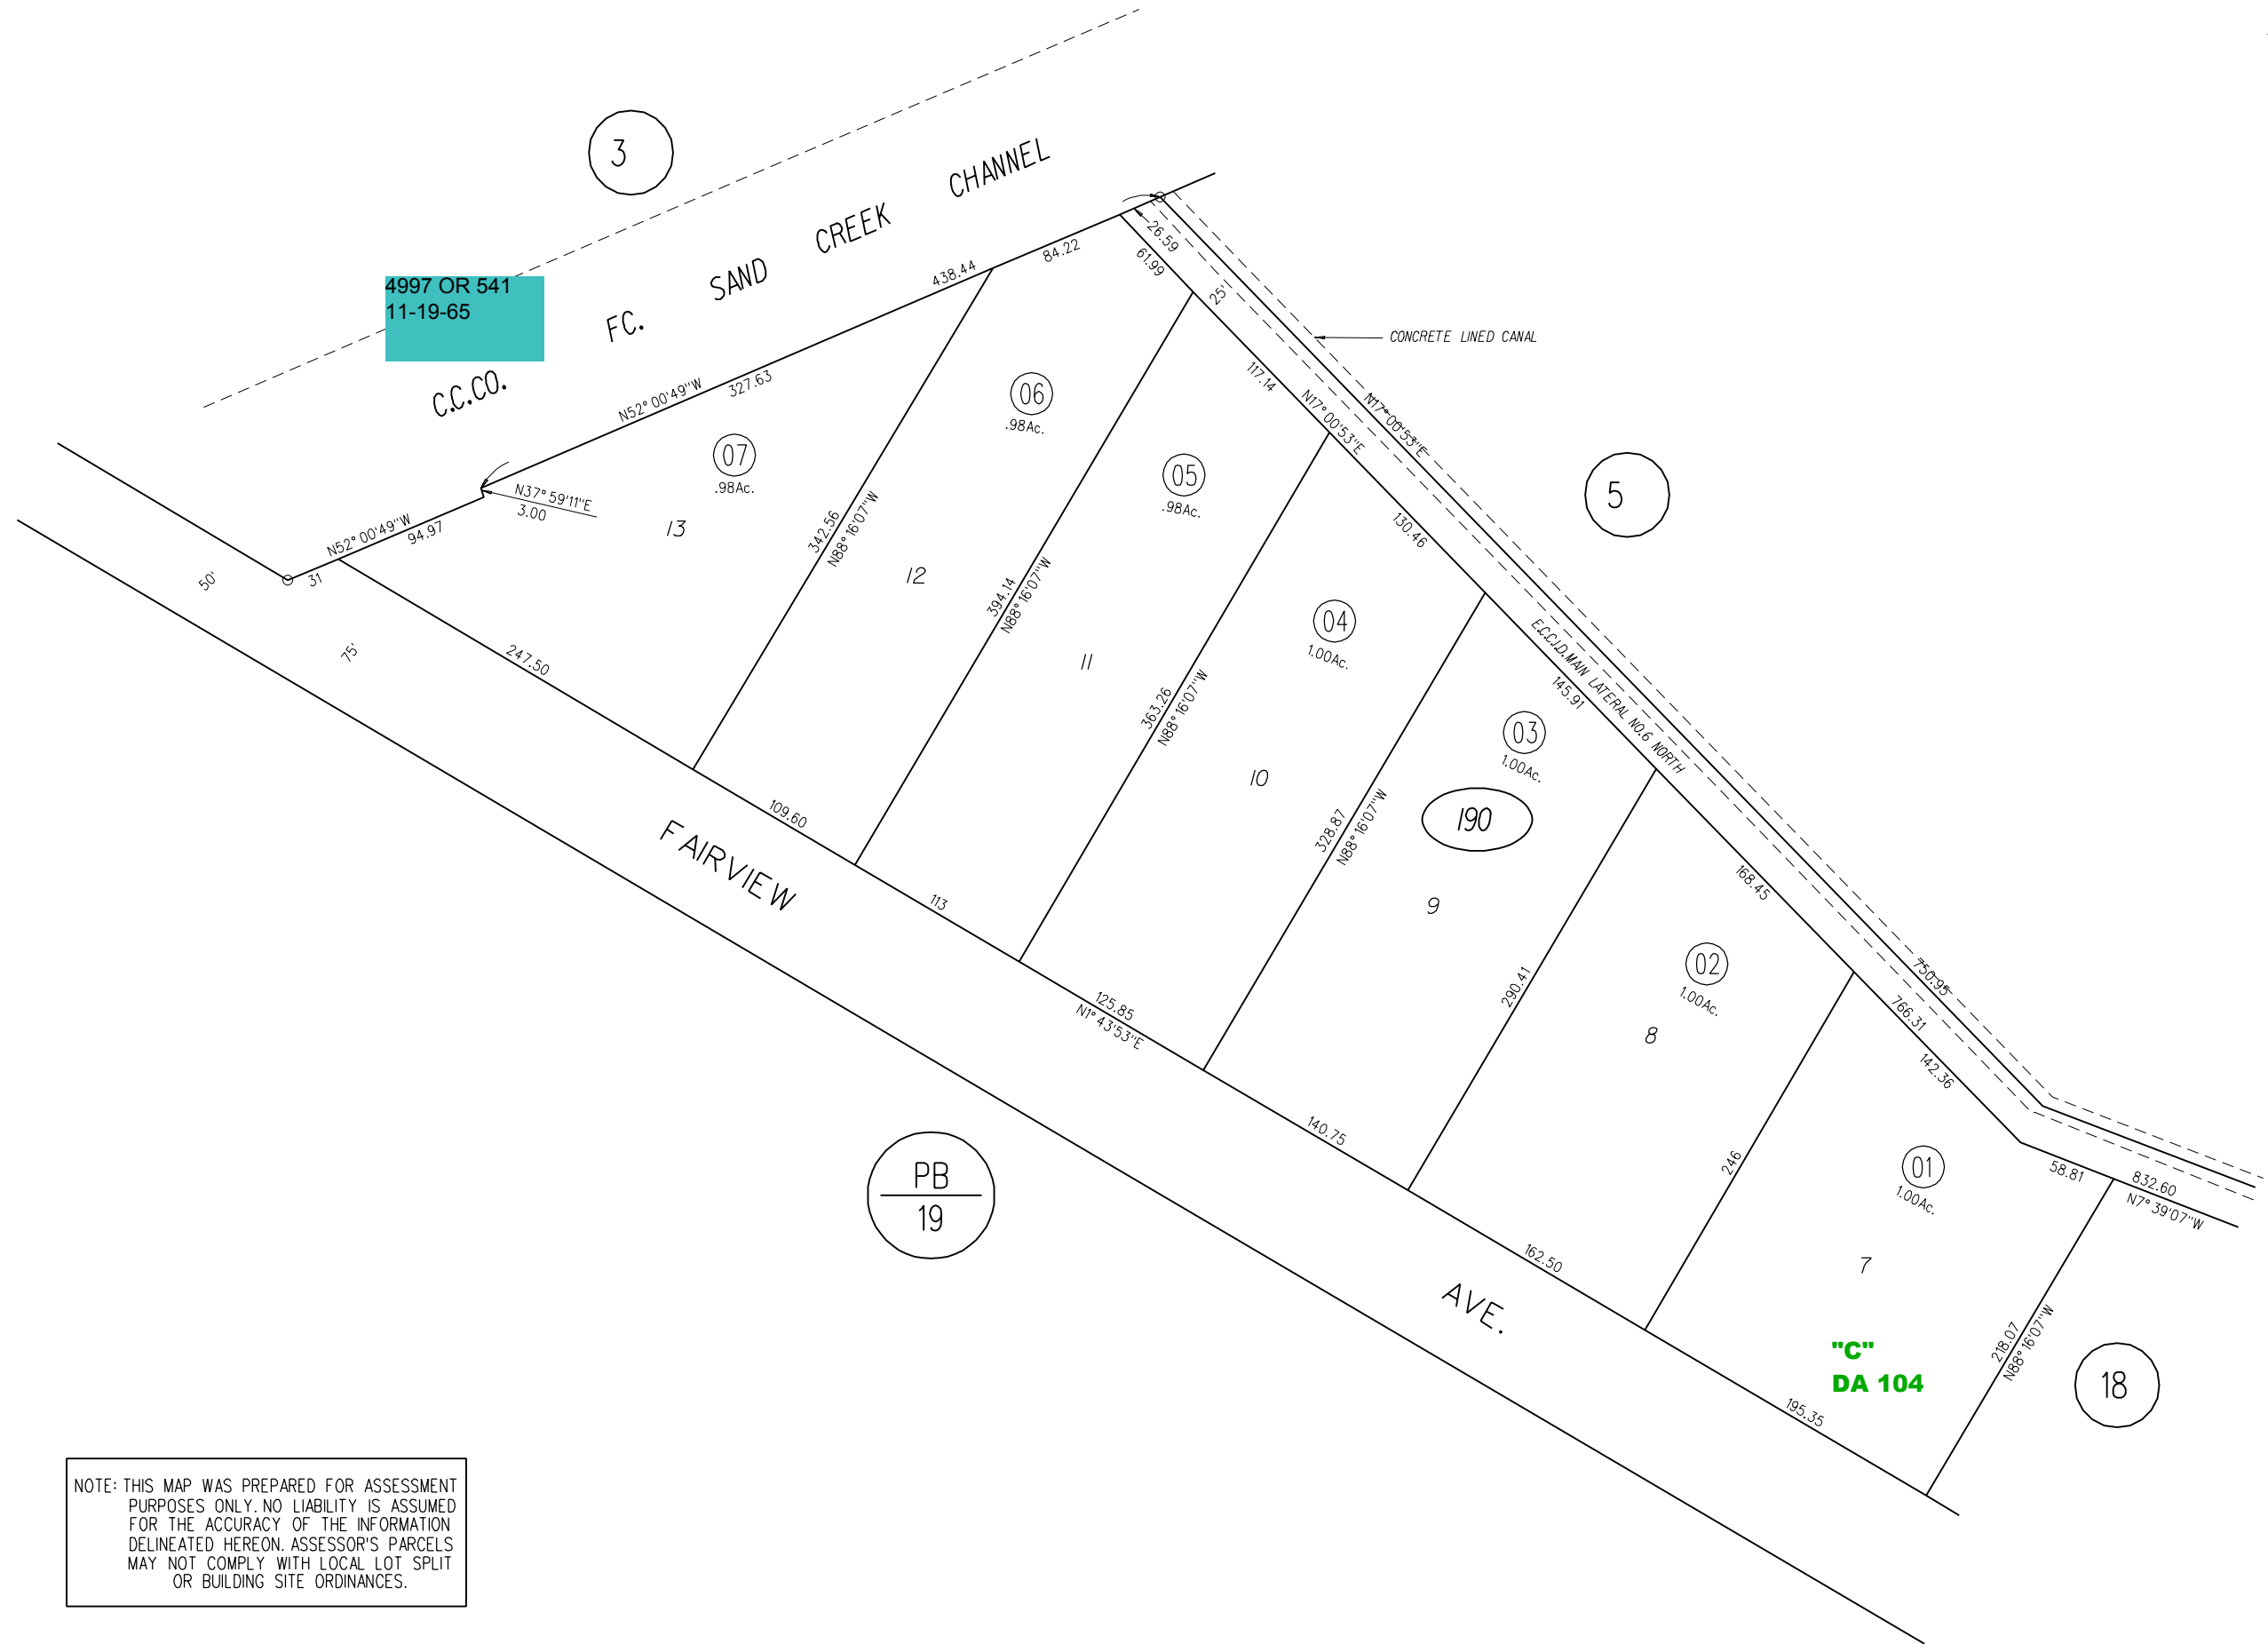 3
4997 OR 541
11-19-65
C.C.CO. FC. SAND CREEK CHANNEL
438.44
84.22
26.59
61.99
25'
CONCRETE LINED CANAL
N52°00'49"W
327.63
06
.98Ac.
07
.98Ac.
05
.98Ac.
117.14
N17°00'53"E
N17°00'53"E
5
N37°59'11"E
3.00
N52°00'49"W
94.97
31
50'
75'
13
342.56
N88°16'07"W
12
394.14
N88°16'07"W
11
130.46
04
1.00Ac.
E.C.C.I.D. MAIN LATERAL NO.6 NORTH
145.91
247.50
363.26
N88°16'07"W
10
03
1.00Ac.
190
328.87
N88°16'07"W
9
168.45
109.60
FAIRVIEW
113
290.41
02
1.00Ac.
8
750.95
766.31
142.36
125.85
N1°43'53"E
140.75
246
01
1.00Ac.
58.81
832.60
N7°39'07"W
PB
19
162.50
7
AVE.
"C"
DA 104
218.07
N88°16'07"W
18
195.35
NOTE: THIS MAP WAS PREPARED FOR ASSESSMENT
PURPOSES ONLY. NO LIABILITY IS ASSUMED
FOR THE ACCURACY OF THE INFORMATION
DELINEATED HEREON. ASSESSOR'S PARCELS
MAY NOT COMPLY WITH LOCAL LOT SPLIT
OR BUILDING SITE ORDINANCES.